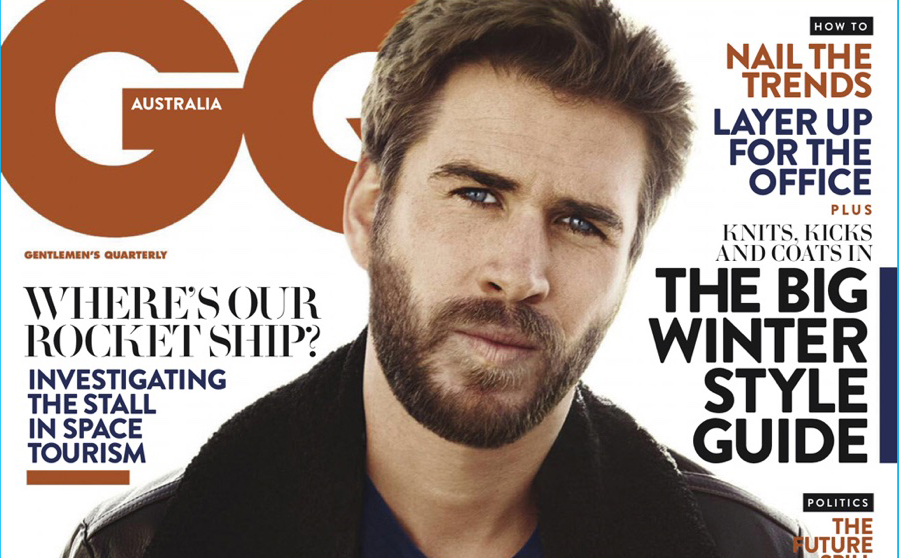 GQ
AUSTRALIA
GENTLEMEN'S QUARTERLY
WHERE'S OUR
ROCKET SHIP?
INVESTIGATING
THE STALL
IN SPACE
TOURISM
HOW TO
NAIL THE
TRENDS
LAYER UP
FOR THE
OFFICE
PLUS
KNITS, KICKS
AND COATS IN
THE BIG
WINTER
STYLE
GUIDE
POLITICS
THE
FUTURE